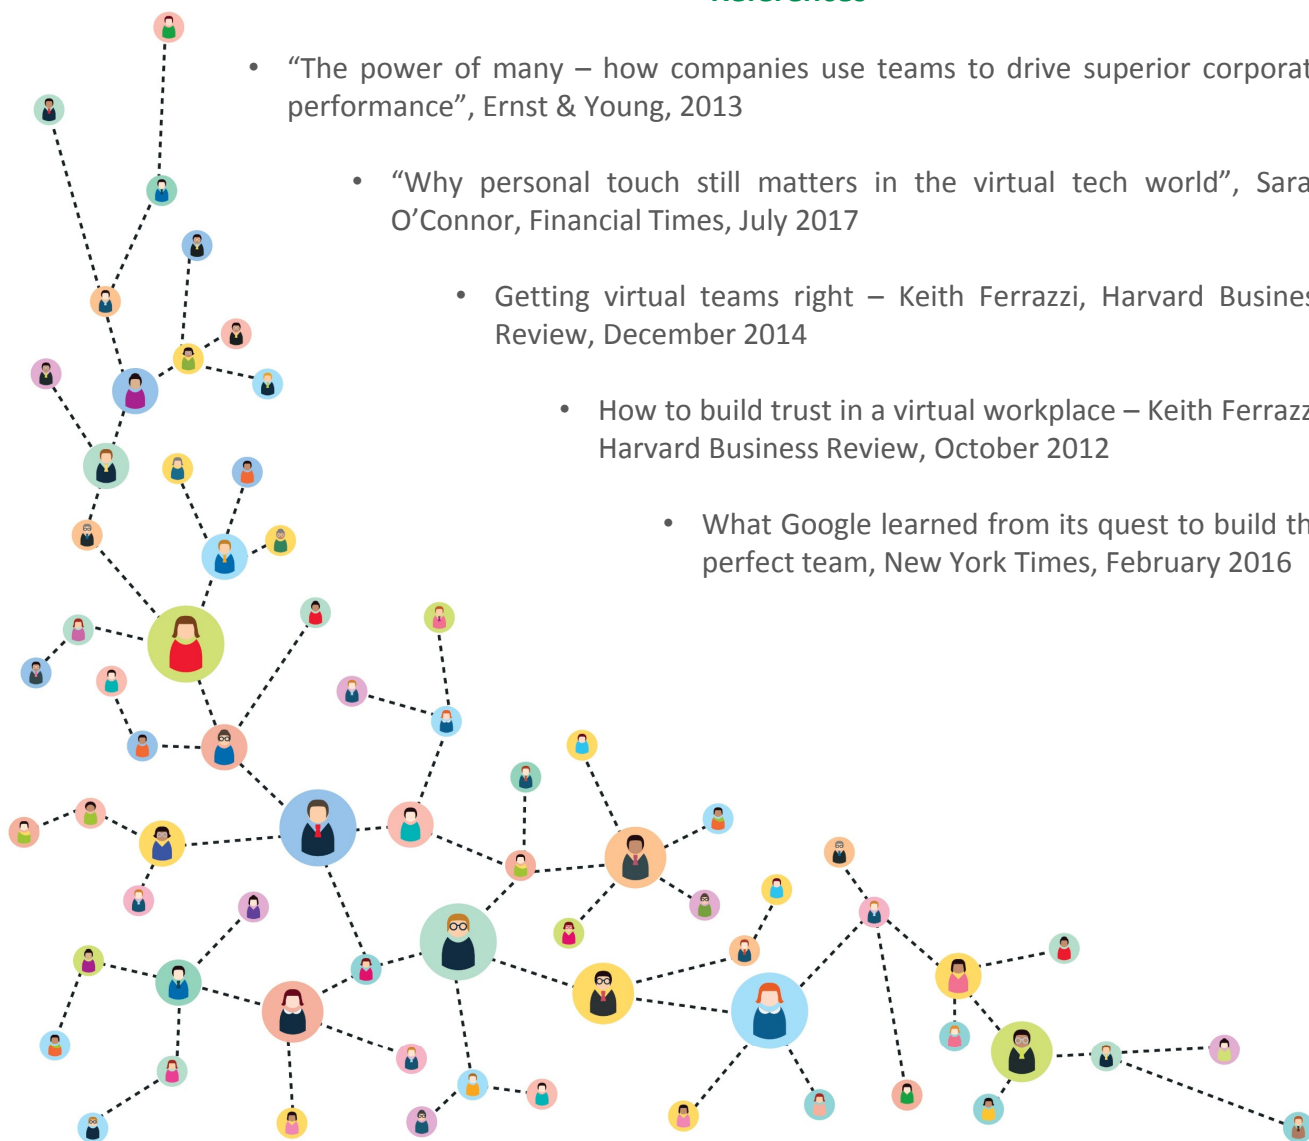 References
• “The power of many – how companies use teams to drive superior corporat
performance”, Ernst & Young, 2013
• “Why personal touch still matters in the virtual tech world”, Sara
O’Connor, Financial Times, July 2017
• Getting virtual teams right – Keith Ferrazzi, Harvard Busines
Review, December 2014
• How to build trust in a virtual workplace – Keith Ferrazz
Harvard Business Review, October 2012
• What Google learned from its quest to build th
perfect team, New York Times, February 2016